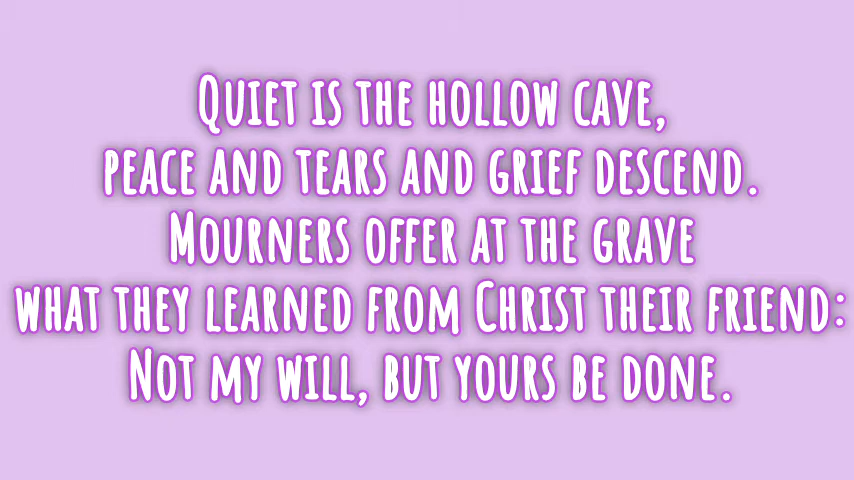 Quiet is the hollow cave,
peace and tears and grief descend.
Mourners offer at the grave
what they learned from Christ their friend:
Not my will, but yours be done.